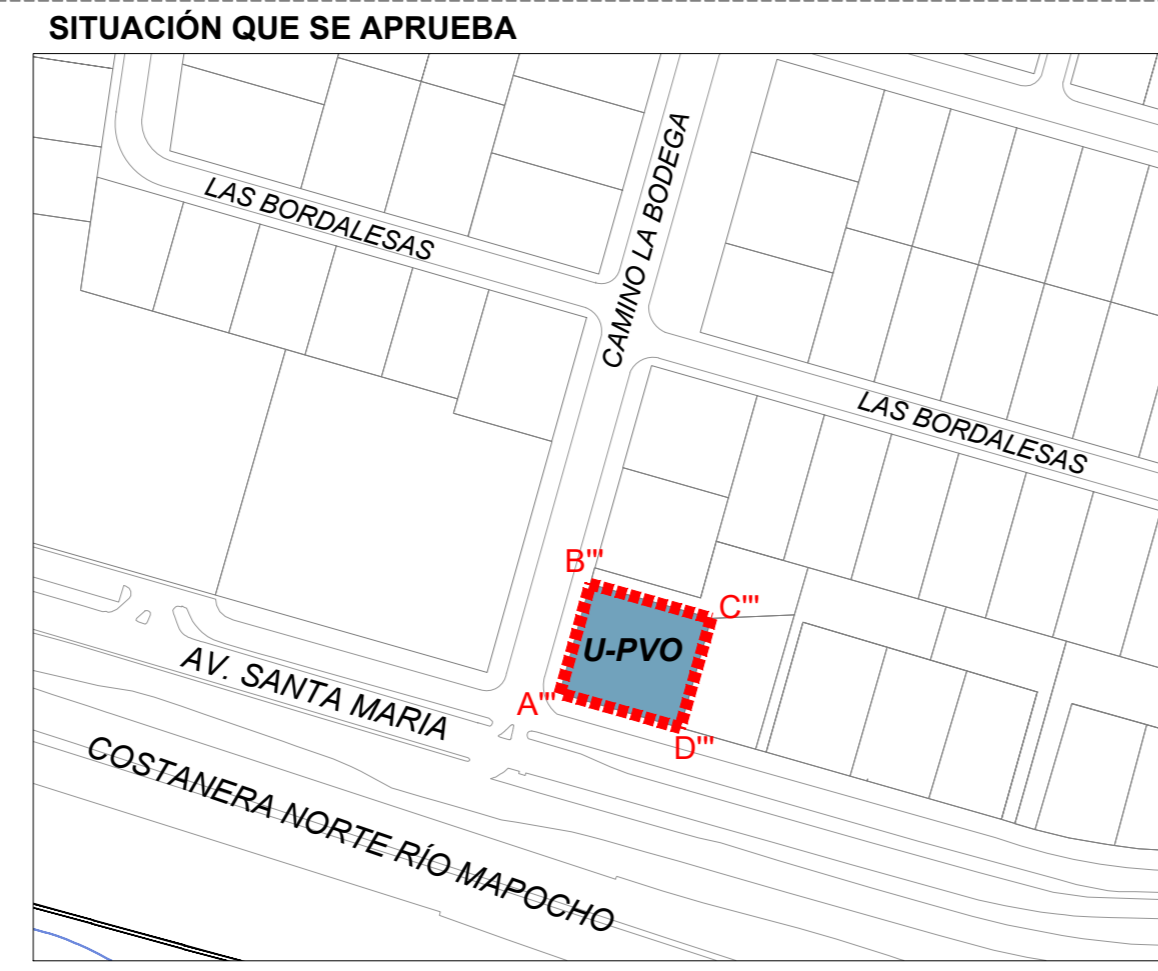 SITUACIÓN QUE SE APRUEBA
CAMINO LA BODEGA
LAS BORDALESAS
LAS BORDALESAS
B'''
C'''
U-PVO
A'''
D'''
AV. SANTA MARIA
COSTANERA NORTE RÍO MAPOCHO